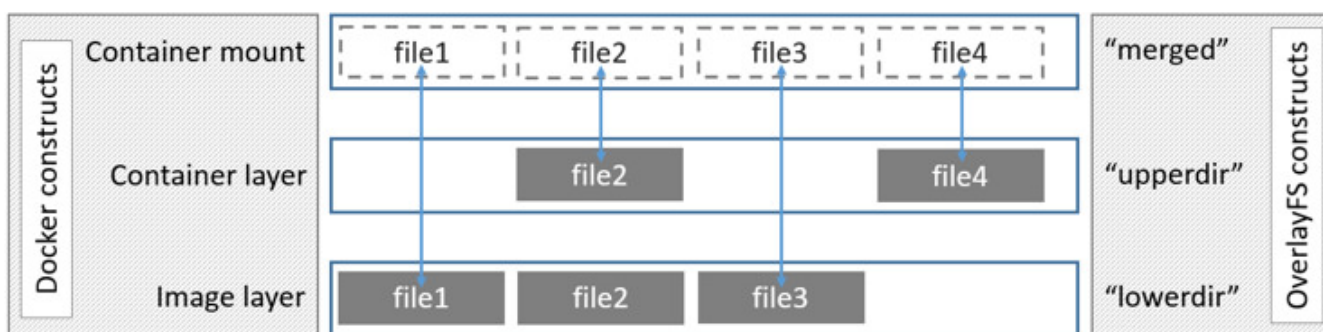 Docker constructs
Container mount
file1 file2 file3 file4
“merged”
Container layer
file2 file4
“upperdir”
Image layer
file1 file2 file3
“lowerdir”
OverlayFS constructs